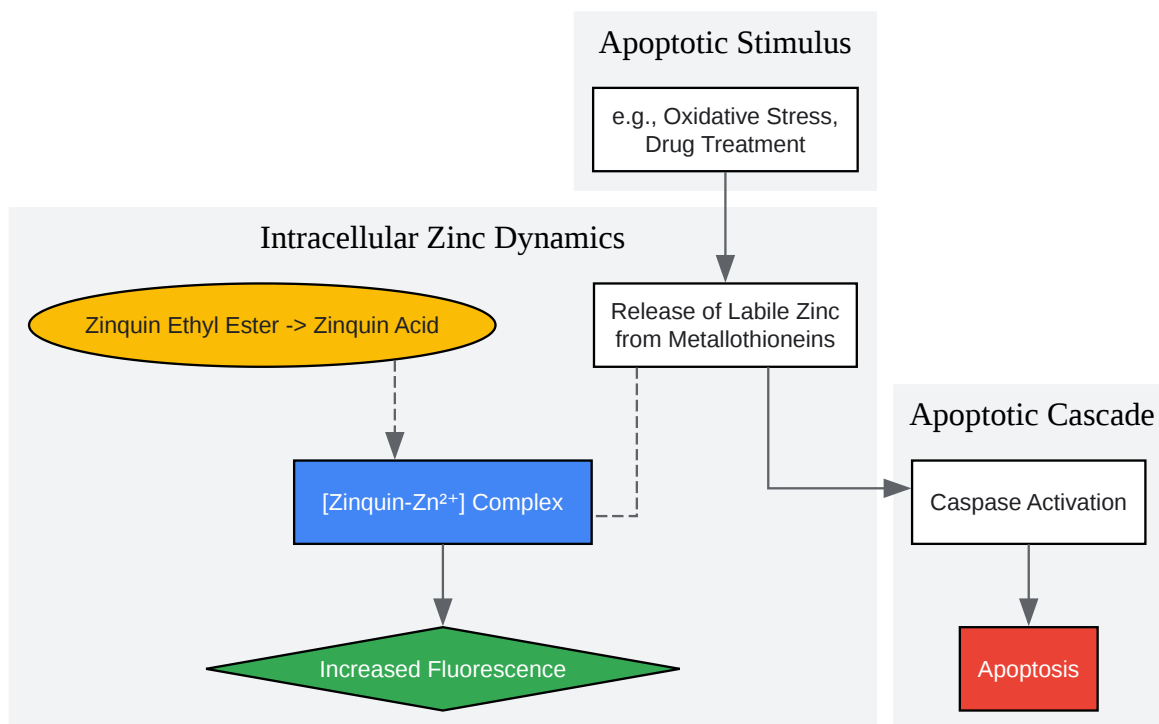 Apoptotic Stimulus
e.g., Oxidative Stress,
Drug Treatment
Intracellular Zinc Dynamics
Zinquin Ethyl Ester -> Zinquin Acid
Release of Labile Zinc
from Metallothioneins
Apoptotic Cascade
[Zinquin-Zn²⁺] Complex
Caspase Activation
Increased Fluorescence
Apoptosis